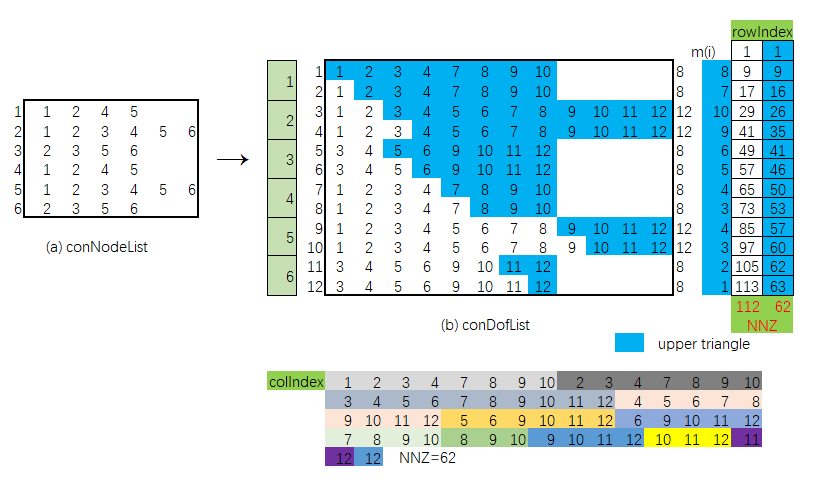 rowIndex
m(i) 1 1
1 1 1 2 3 4 7 8 9 10 8 8 9 9
2 1 2 3 4 7 8 9 10 8 7 17 16
2 3 1 2 3 4 5 6 7 8 9 10 11 12 12 10 29 26
4 1 2 3 4 5 6 7 8 9 10 11 12 12 9 41 35
3 5 3 4 5 6 9 10 11 12 8 6 49 41
6 3 4 5 6 9 10 11 12 8 5 57 46
4 7 1 2 3 4 7 8 9 10 8 4 65 50
8 1 2 3 4 7 8 9 10 8 3 73 53
5 9 1 2 3 4 5 6 7 8 9 10 11 12 12 4 85 57
10 1 2 3 4 5 6 7 8 9 10 11 12 12 3 97 60
6 11 3 4 5 6 9 10 11 12 8 2 105 62
12 3 4 5 6 9 10 11 12 8 1 113 63
112 62
NNZ
1 1 2 4 5
2 1 2 3 4 5 6
3 2 3 5 6
4 1 2 4 5
5 1 2 3 4 5 6
6 2 3 5 6
(a) conNodeList
(b) conDofList
upper triangle
colIndex 1 2 3 4 7 8 9 10 2 3 4 7 8 9 10
3 4 5 6 7 8 9 10 11 12 4 5 6 7 8
9 10 11 12 5 6 9 10 11 12 6 9 10 11 12
7 8 9 10 8 9 10 9 10 11 12 10 11 12 11
12 12 NNZ=62